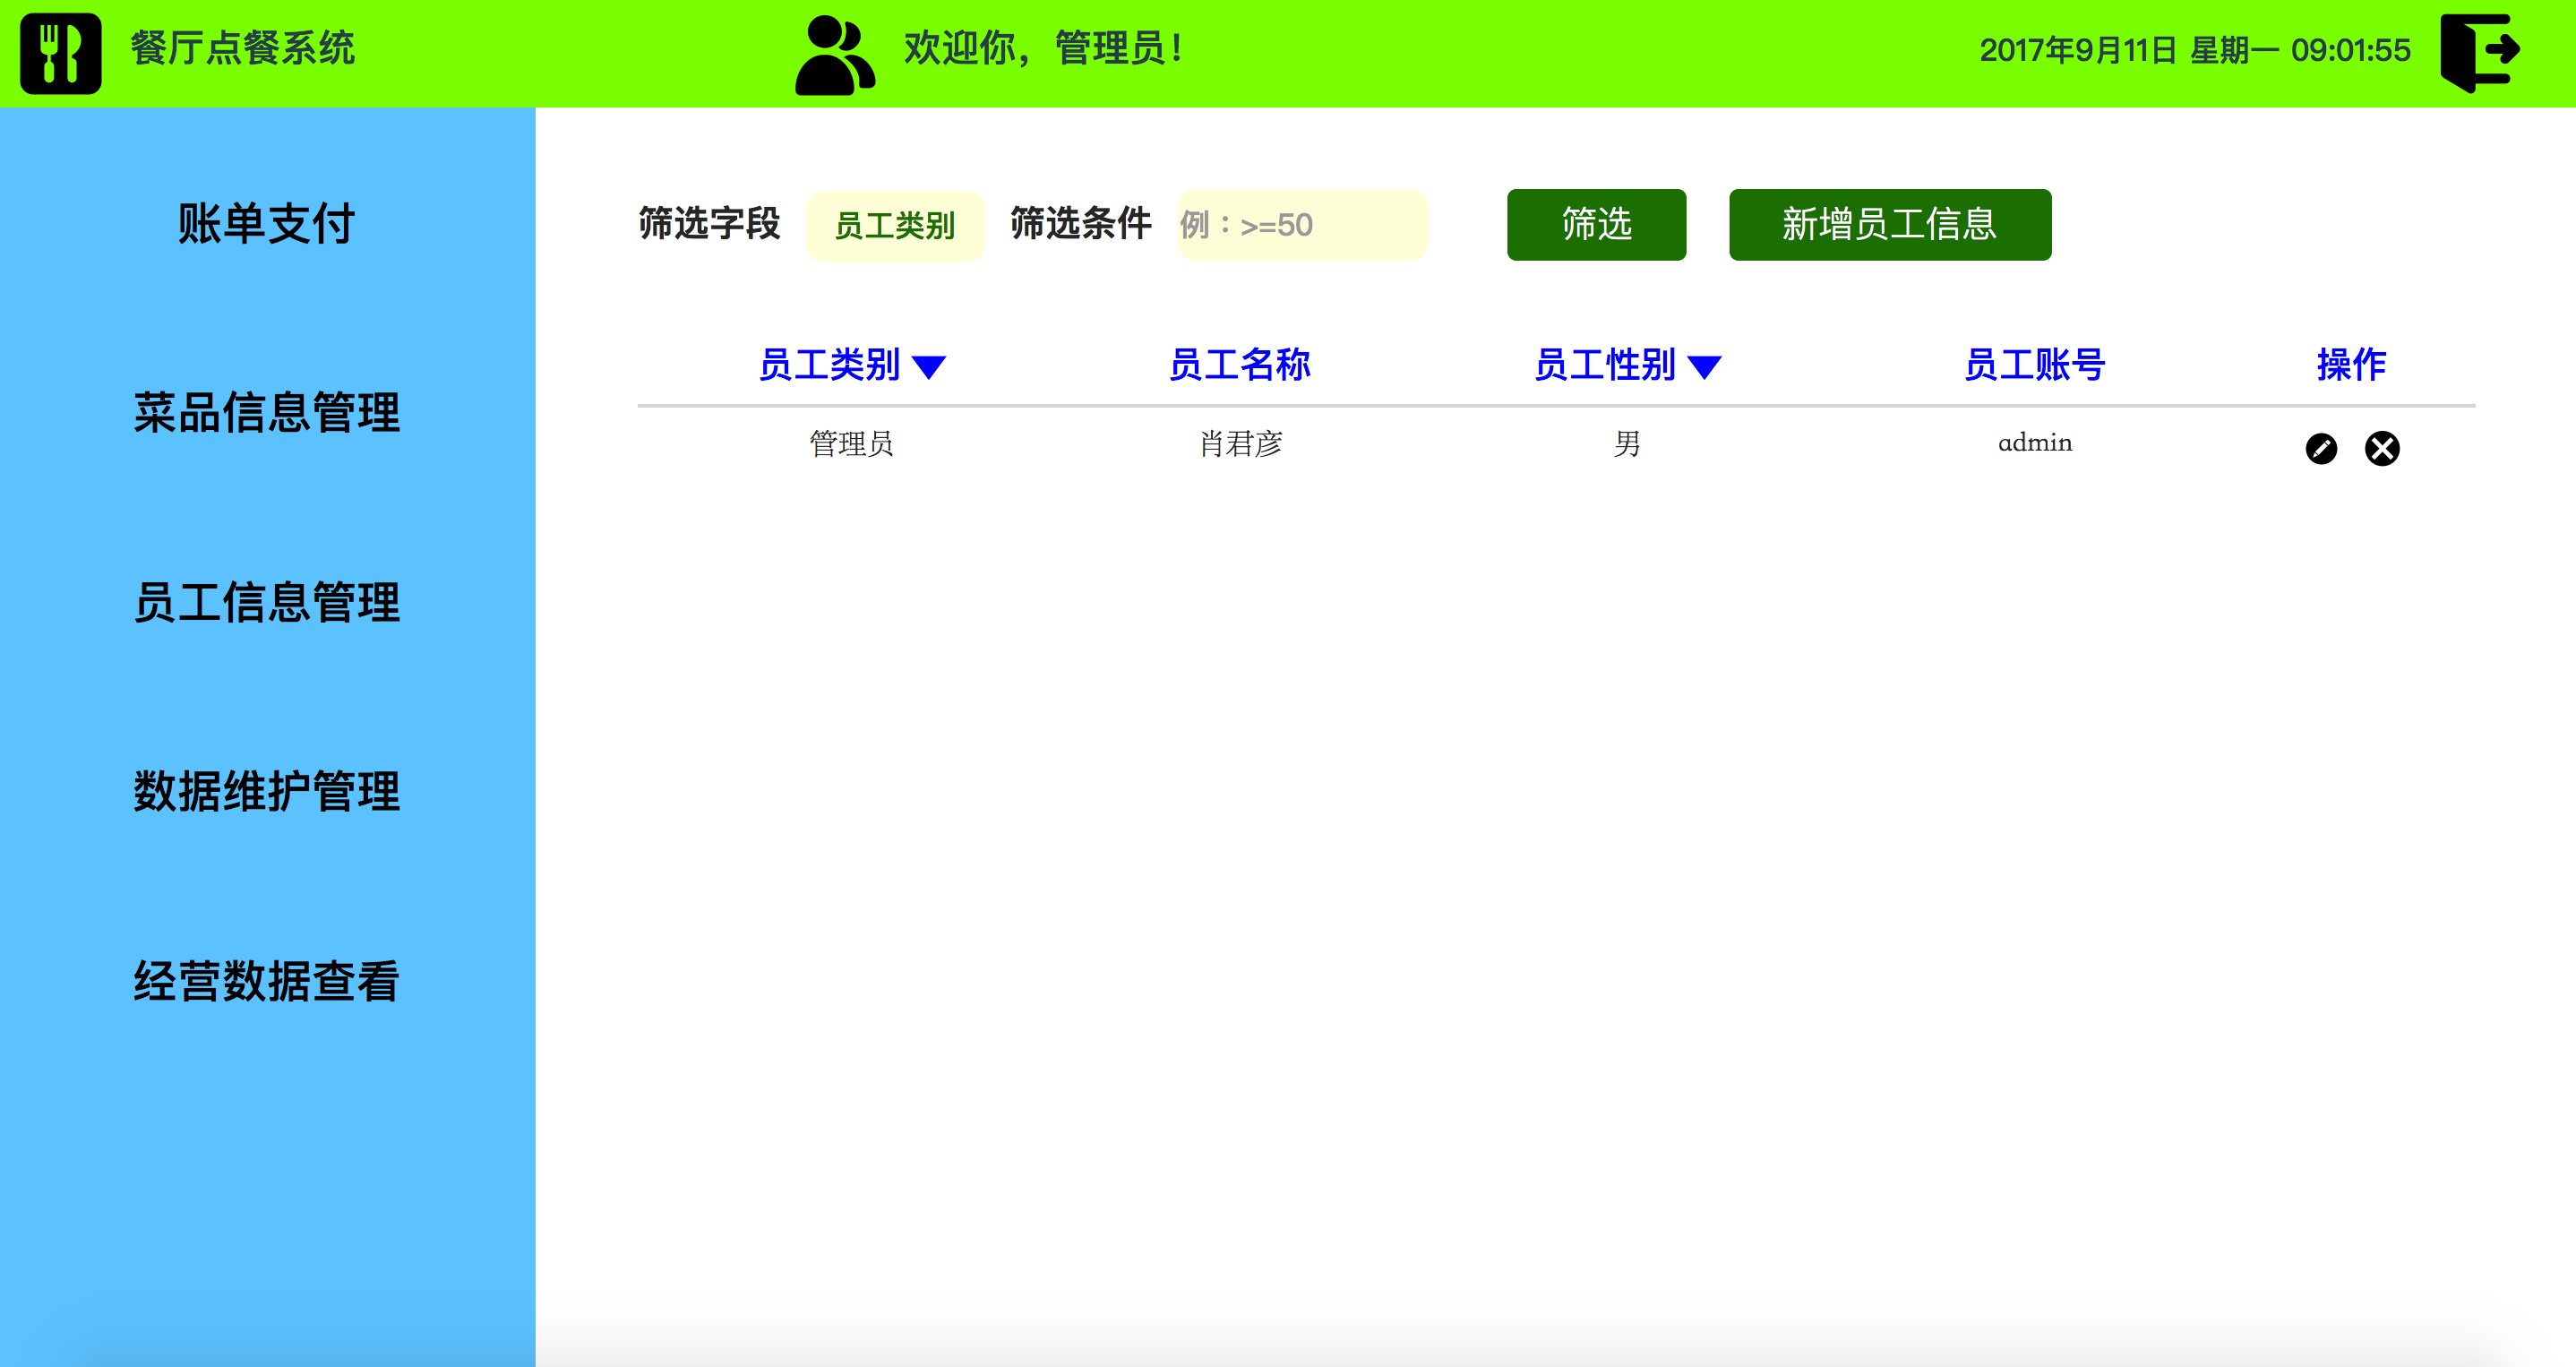 餐厅点餐系统
欢迎你，管理员！
2017年9月11日 星期一 09:01:55
账单支付
菜品信息管理
员工信息管理
数据维护管理
经营数据查看
筛选字段 员工类别 筛选条件 例：>=50 筛选 新增员工信息
员工类别 员工名称 员工性别 员工账号 操作
管理员 肖君彦 男 admin